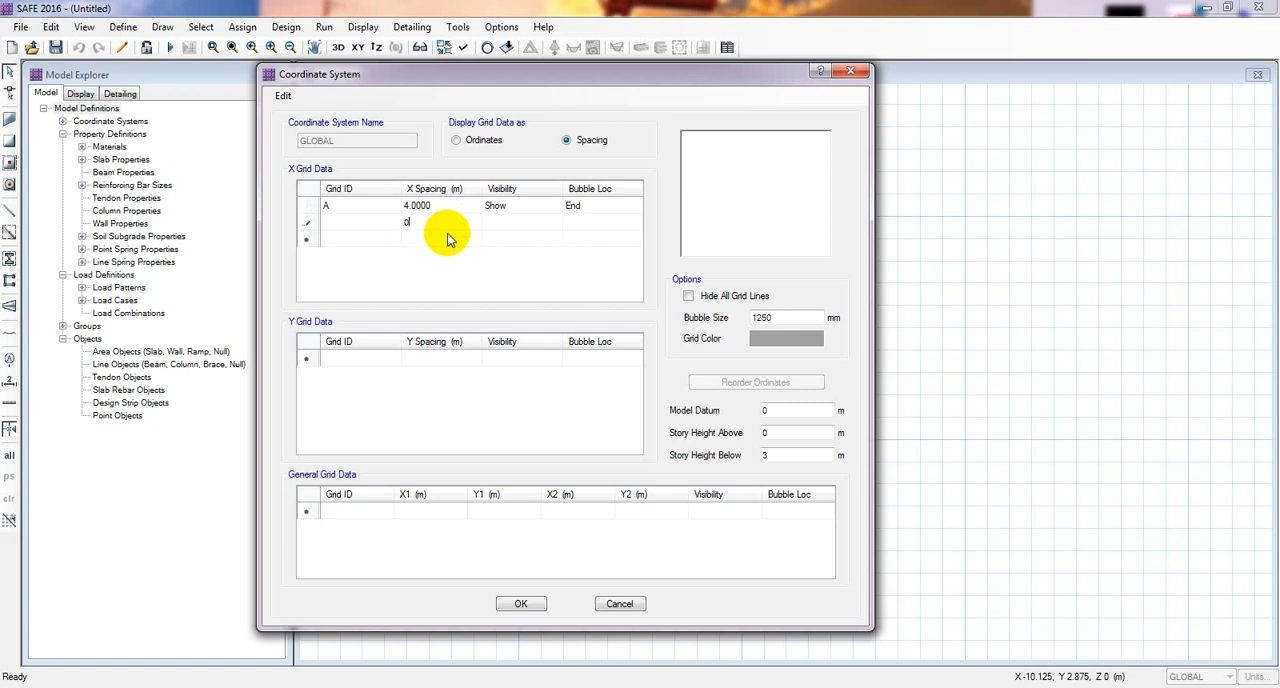 SAFE 2016 - (Untitled)
File Edit View Define Draw Select Assign Design Run Display Detailing Tools Options Help
3D XY
Model Explorer
Model Display Detailing
Model Definitions
Coordinate Systems
Property Definitions
Materials
Slab Properties
Beam Properties
Reinforcing Bar Sizes
Tendon Properties
Column Properties
Wall Properties
Soil Subgrade Properties
Point Spring Properties
Line Spring Properties
Load Definitions
Load Patterns
Load Cases
Load Combinations
Groups
Objects
Area Objects (Slab, Wall, Ramp, Null)
Line Objects (Beam, Column, Brace, Null)
Tendon Objects
Slab Rebar Objects
Design Strip Objects
Point Objects
all
ps
clr
Coordinate System
Edit
Coordinate System Name
GLOBAL
Display Grid Data as
Ordinates Spacing
X Grid Data
Grid ID X Spacing (m) Visibility Bubble Loc
A 4.0000 Show End
0
Y Grid Data
Grid ID Y Spacing (m) Visibility Bubble Loc
General Grid Data
Grid ID X1 (m) Y1 (m) X2 (m) Y2 (m) Visibility Bubble Loc
Options
Hide All Grid Lines
Bubble Size 1250 mm
Grid Color
Reorder Ordinates
Model Datum 0 m
Story Height Above 0 m
Story Height Below 3 m
OK Cancel
Ready X -10.125, Y 2.875, Z 0 (m) GLOBAL Units...